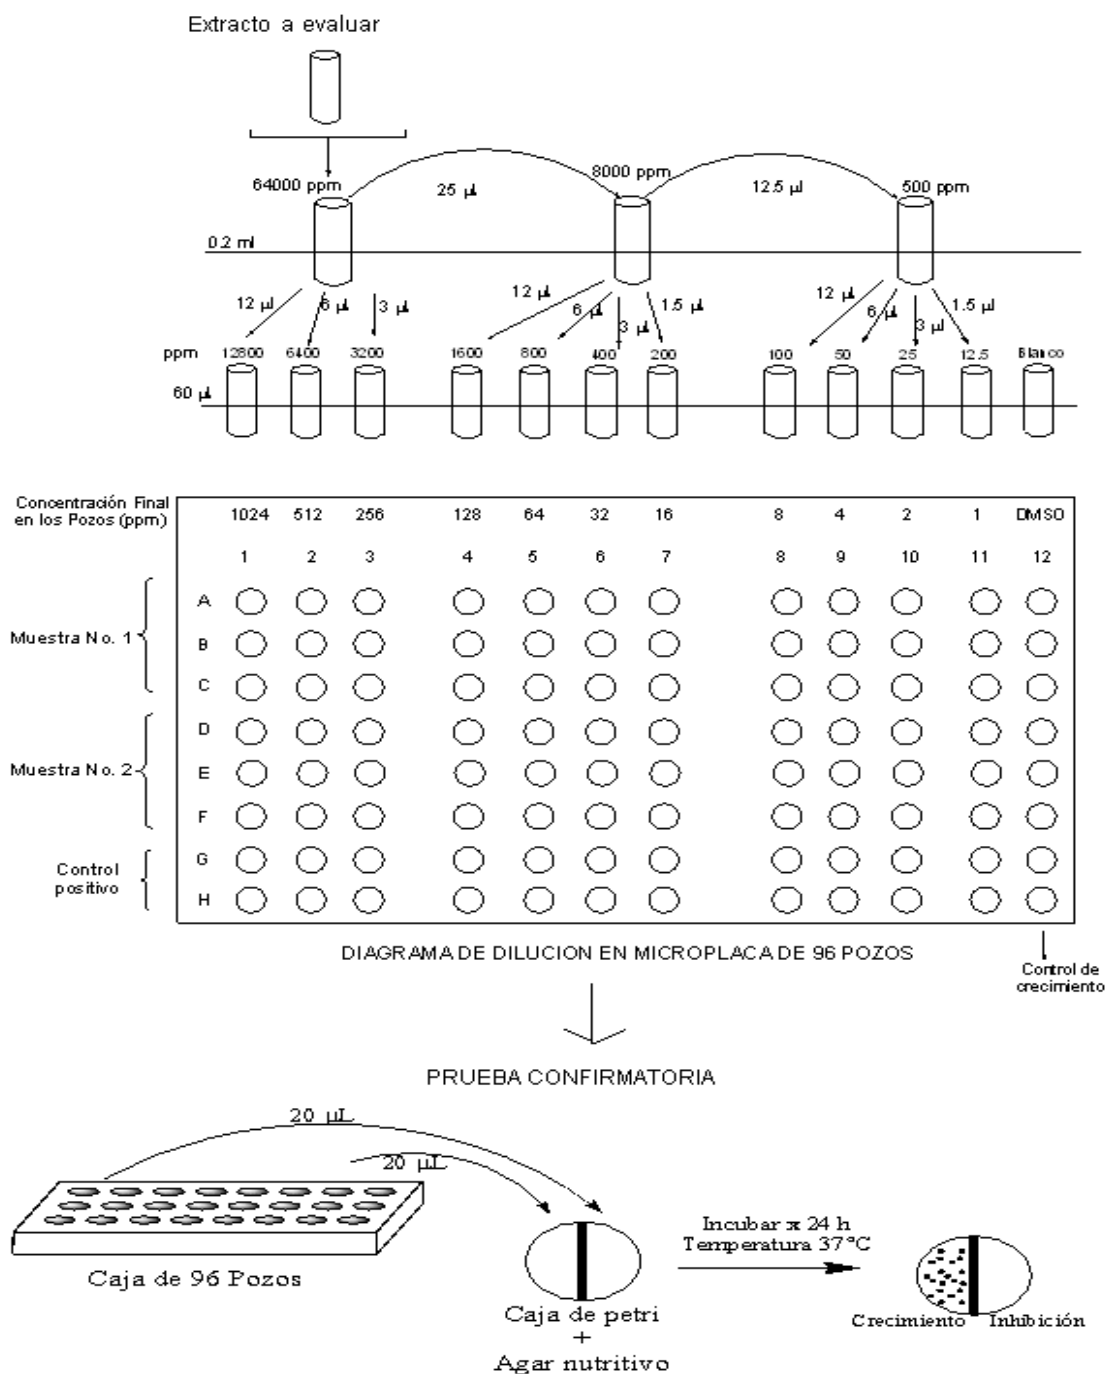 Extracto a evaluar
64000 ppm
25 µl
8000 ppm
12.5 µl
500 ppm
0.2 ml
12 µl
6 µl
3 µl
12 µl
6 µl
3 µl
1.5 µl
12 µl
6 µl
3 µl
1.5 µl
ppm 12800 6400 3200 1600 800 400 200 100 50 25 12.5 Blanco
60 µl
Concentración Final
en los Pozos (ppm)
1024 512 256 128 64 32 16 8 4 2 1 DMSO
1 2 3 4 5 6 7 8 9 10 11 12
A
Muestra No. 1
B
C
D
Muestra No. 2
E
F
G
Control
positivo
H
DIAGRAMA DE DILUCION EN MICROPLACA DE 96 POZOS
Control de
crecimiento
PRUEBA CONFIRMATORIA
20 µL
20 µL
Caja de 96 Pozos
Caja de petri
+
Agar nutritivo
Incubar x 24 h
Temperatura 37°C
Crecimiento Inhibición